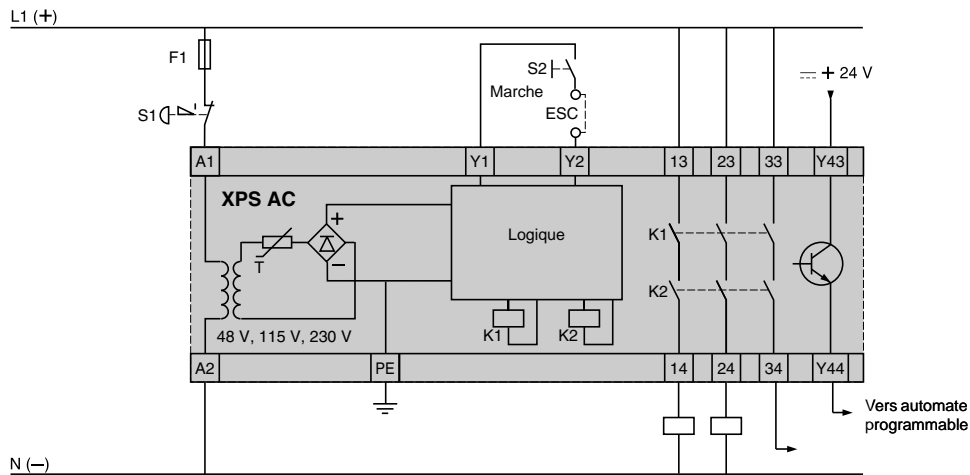 L1 (+)
F1
S2
+ 24 V
Marche
S1
ESC
A1
Y1
Y2
13
23
33
Y43
XPS AC
+
Logique
K1
T
–
K2
48 V, 115 V, 230 V
K1
K2
A2
PE
14
24
34
Y44
Vers automate
programmable
N (–)